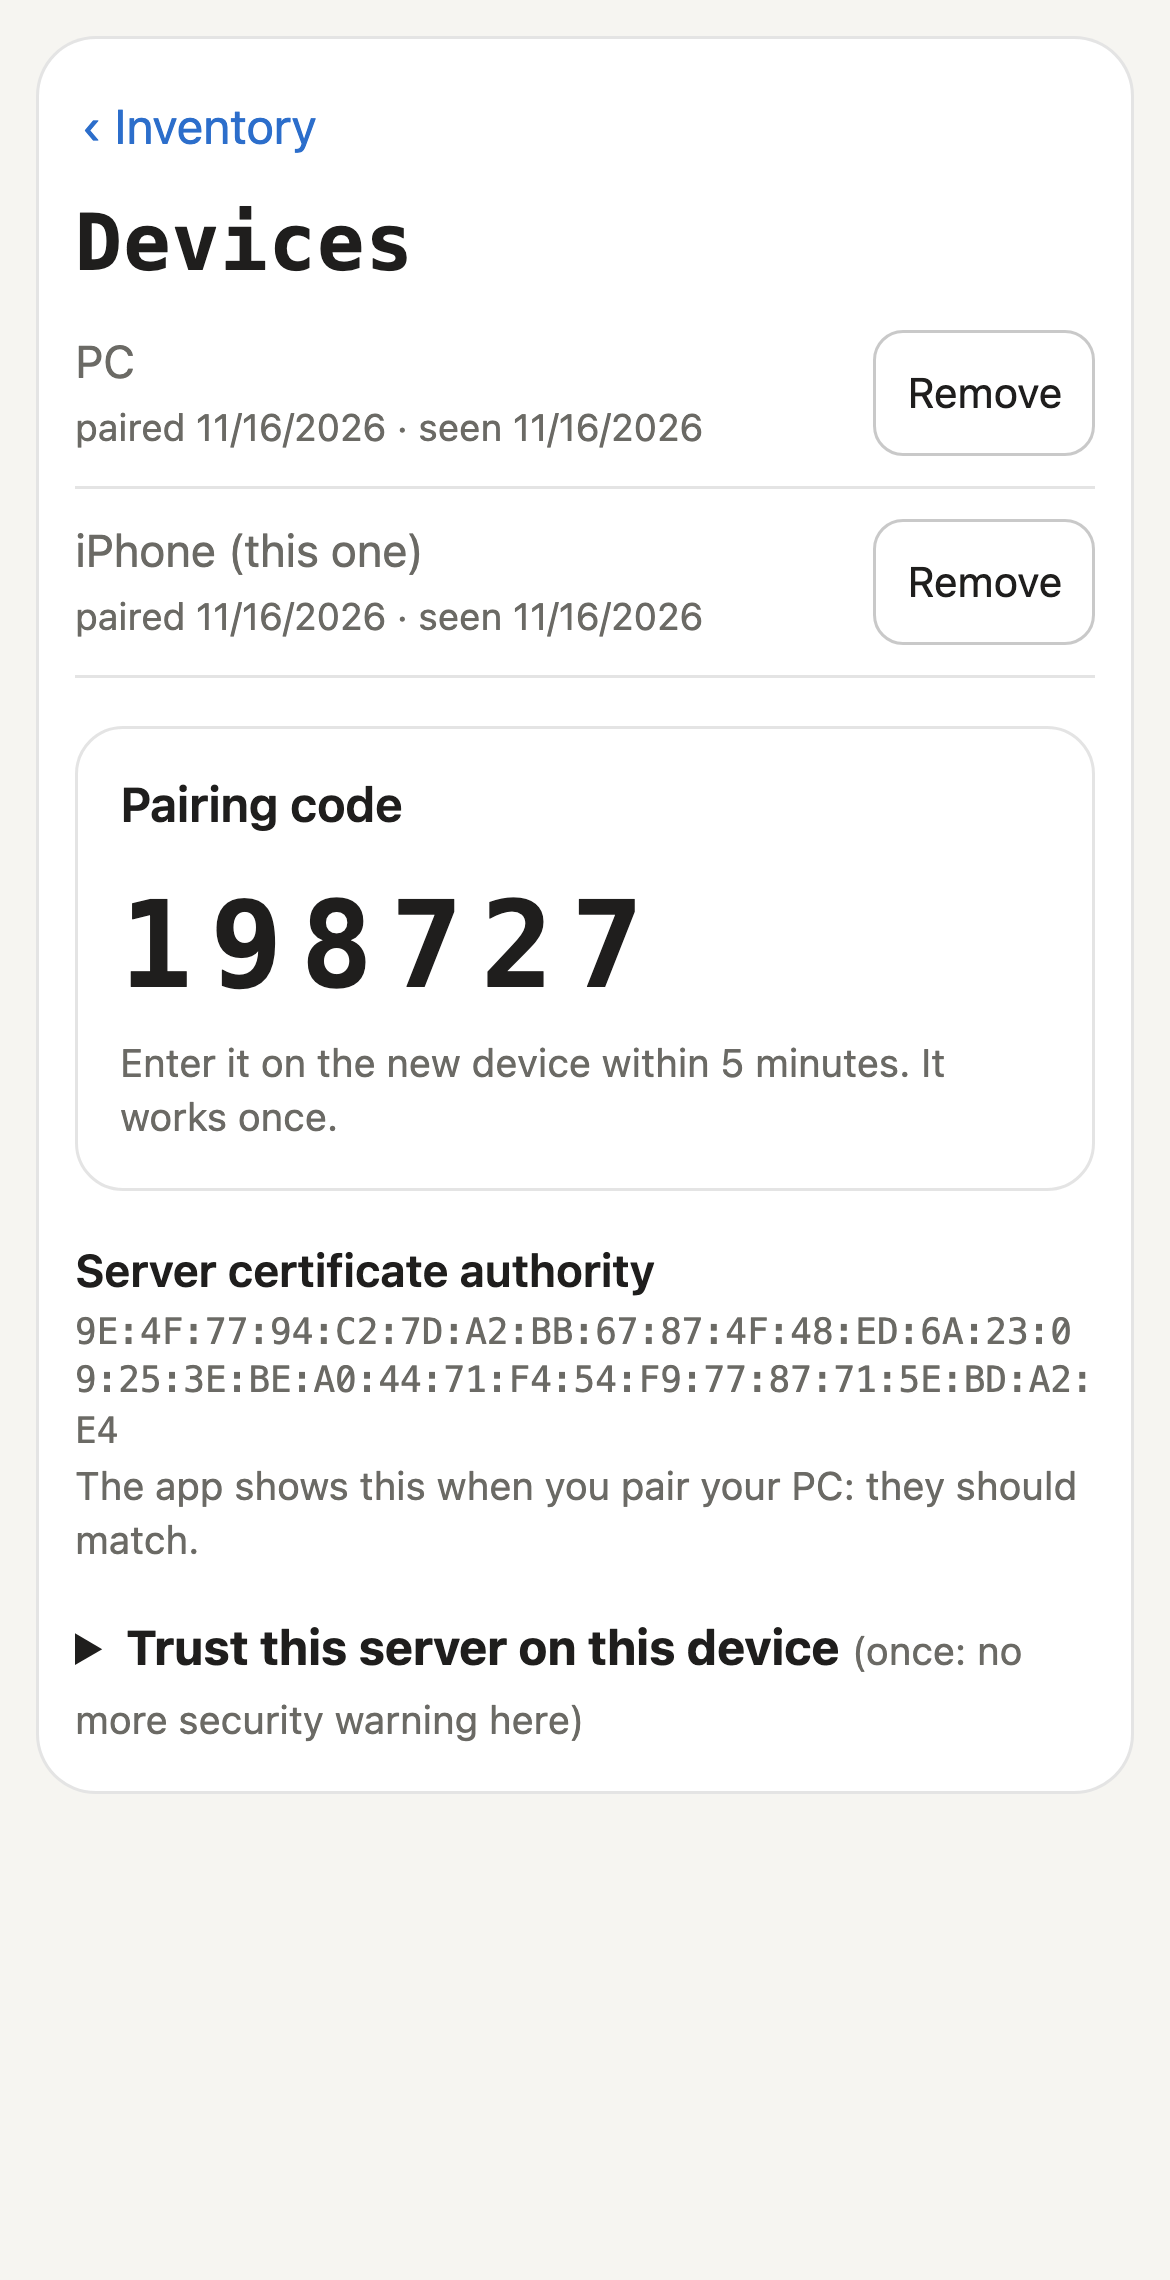 ‹ Inventory
Devices
PC
Remove
paired 11/16/2026 · seen 11/16/2026
iPhone (this one)
Remove
paired 11/16/2026 · seen 11/16/2026
Pairing code
198727
Enter it on the new device within 5 minutes. It
works once.
Server certificate authority
9E:4F:77:94:C2:7D:A2:BB:67:87:4F:48:ED:6A:23:0
9:25:3E:BE:A0:44:71:F4:54:F9:77:87:71:5E:BD:A2:
E4
The app shows this when you pair your PC: they should
match.
▶ Trust this server on this device (once: no
more security warning here)